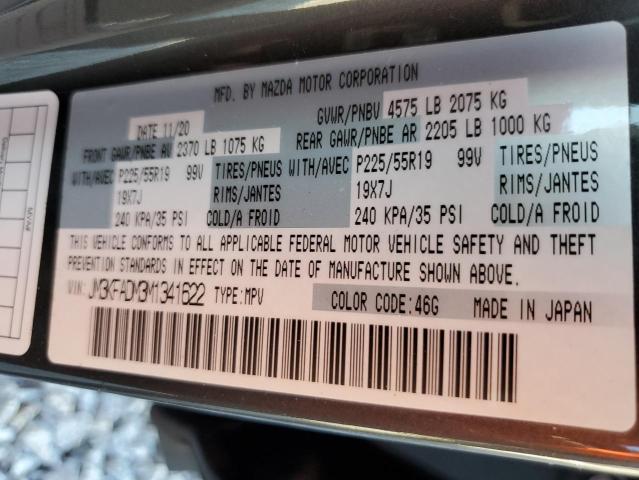 MFD. BY MAZDA MOTOR CORPORATION
DATE 11/20 GVWR/PNBV 4575 LB 2075 KG
FRONT GAWR/PNBE AV 2370 LB 1075 KG REAR GAWR/PNBE AR 2205 LB 1000 KG
WITH/AVEC P225/55R19 99V TIRES/PNEUS WITH/AVEC P225/55R19 99V TIRES/PNEUS
19X7J RIMS/JANTES 19X7J RIMS/JANTES
240 KPA/35 PSI COLD/A FROID 240 KPA/35 PSI COLD/A FROID
THIS VEHICLE CONFORMS TO ALL APPLICABLE FEDERAL MOTOR VEHICLE SAFETY AND THEFT
PREVENTION STANDARDS IN EFFECT ON THE DATE OF MANUFACTURE SHOWN ABOVE.
VIN: JM3KFADM3M1341622 TYPE:MPV COLOR CODE:46G MADE IN JAPAN